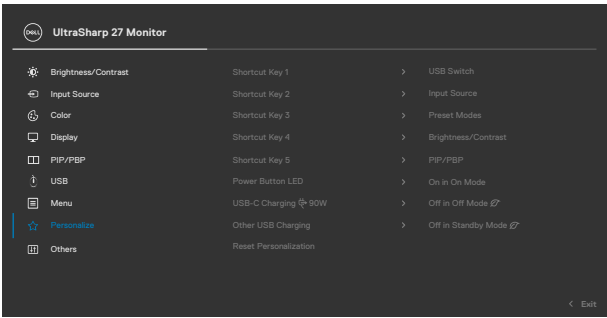 DELL UltraSharp 27 Monitor
Brightness/Contrast Shortcut Key 1 > USB Switch
Input Source Shortcut Key 2 > Input Source
Color Shortcut Key 3 > Preset Modes
Display Shortcut Key 4 > Brightness/Contrast
PIP/PBP Shortcut Key 5 > PIP/PBP
USB Power Button LED > On in On Mode
Menu USB-C Charging 90W > Off in Off Mode
Personalize Other USB Charging > Off in Standby Mode
Others Reset Personalization
< Exit